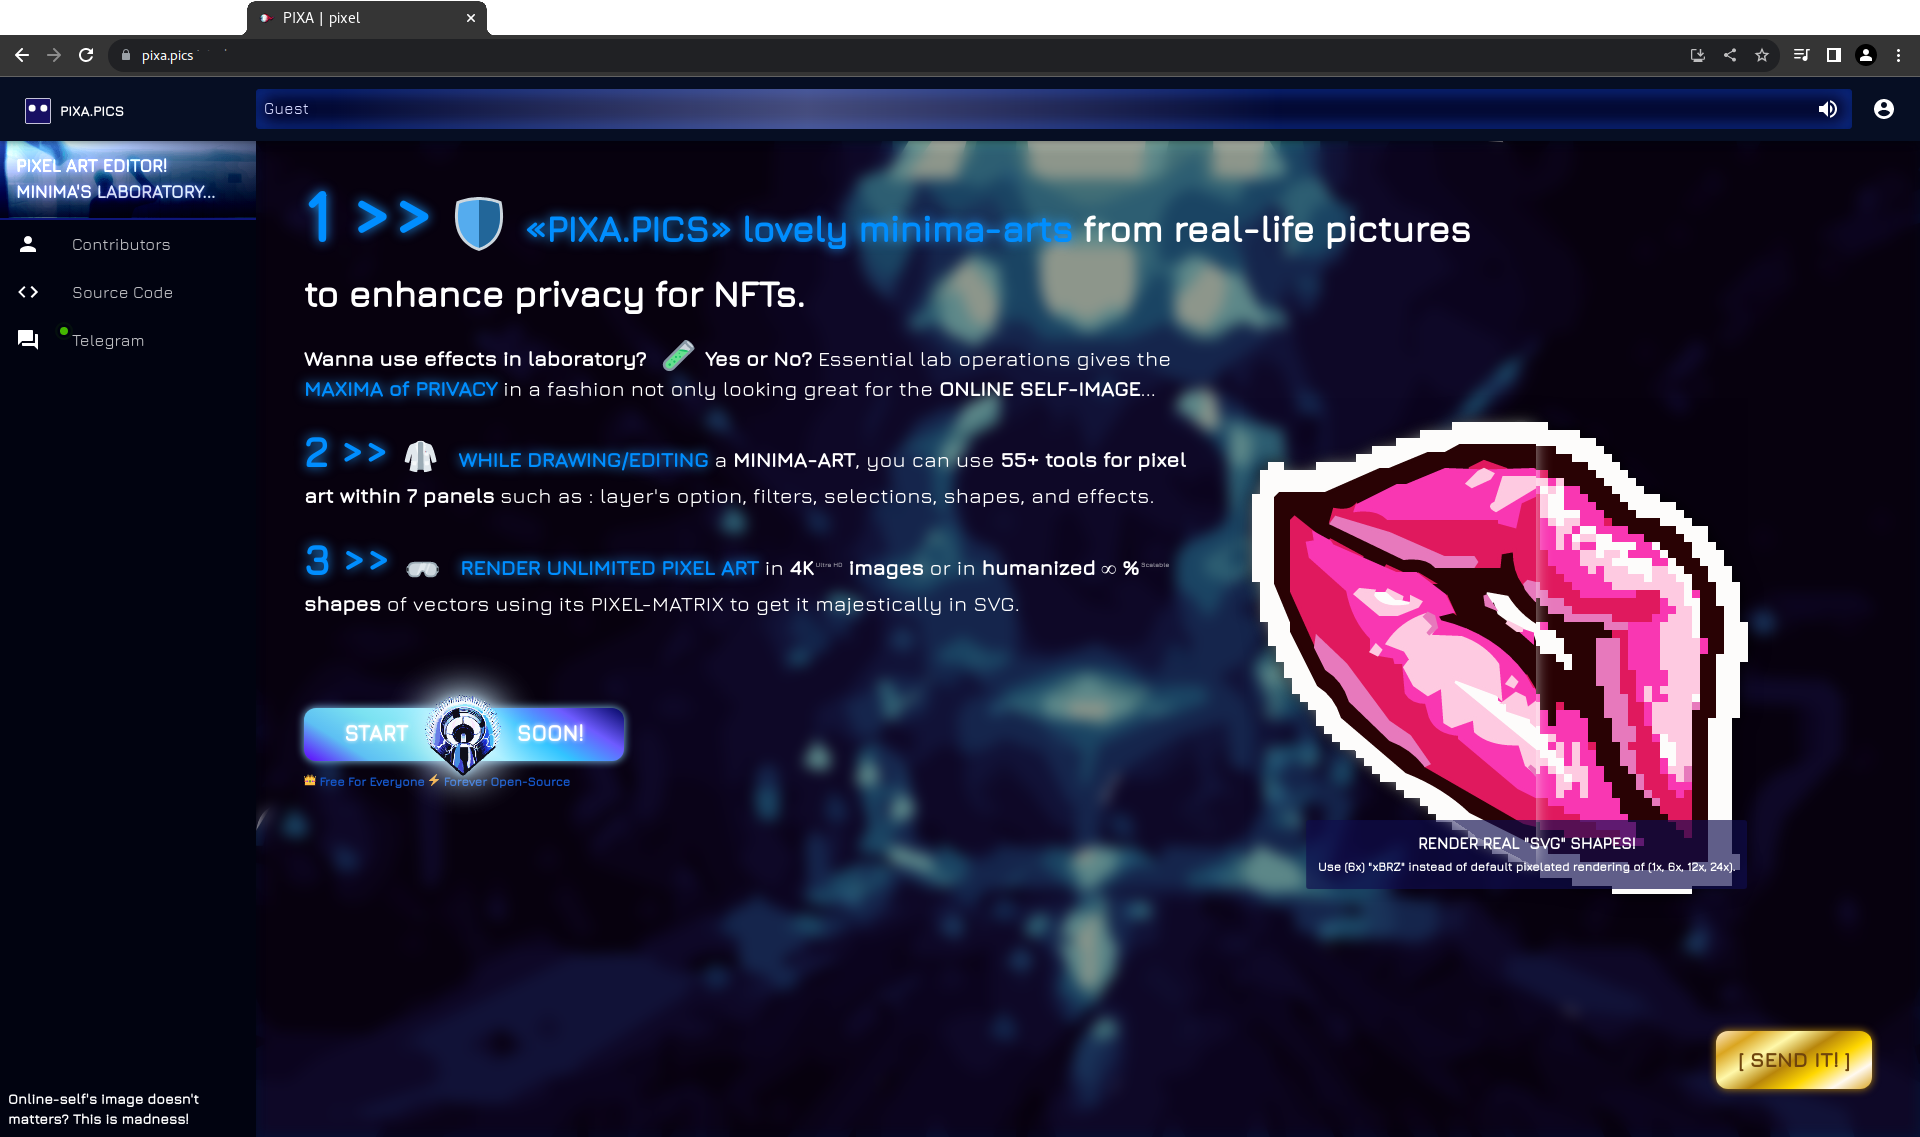 PIXA | pixel
pixa.pics
PIXA.PICS
Guest
PIXEL ART EDITOR!
MINIMA'S LABORATORY...
Contributors
Source Code
Telegram
Online-self's image doesn't
matters? This is madness!
1 >> «PIXA.PICS» lovely minima-arts from real-life pictures
to enhance privacy for NFTs.
Wanna use effects in laboratory? Yes or No? Essential lab operations gives the
MAXIMA of PRIVACY in a fashion not only looking great for the ONLINE SELF-IMAGE...
2 >> WHILE DRAWING/EDITING a MINIMA-ART, you can use 55+ tools for pixel
art within 7 panels such as : layer's option, filters, selections, shapes, and effects.
3 >> RENDER UNLIMITED PIXEL ART in 4K Ultra HD images or in humanized ∞ % Scalable
shapes of vectors using its PIXEL-MATRIX to get it majestically in SVG.
START SOON!
Free For Everyone ⚡ Forever Open-Source
RENDER REAL "SVG" SHAPES!
Use (6x) "xBRZ" instead of default pixelated rendering of (1x, 6x, 12x, 24x).
[ SEND IT! ]